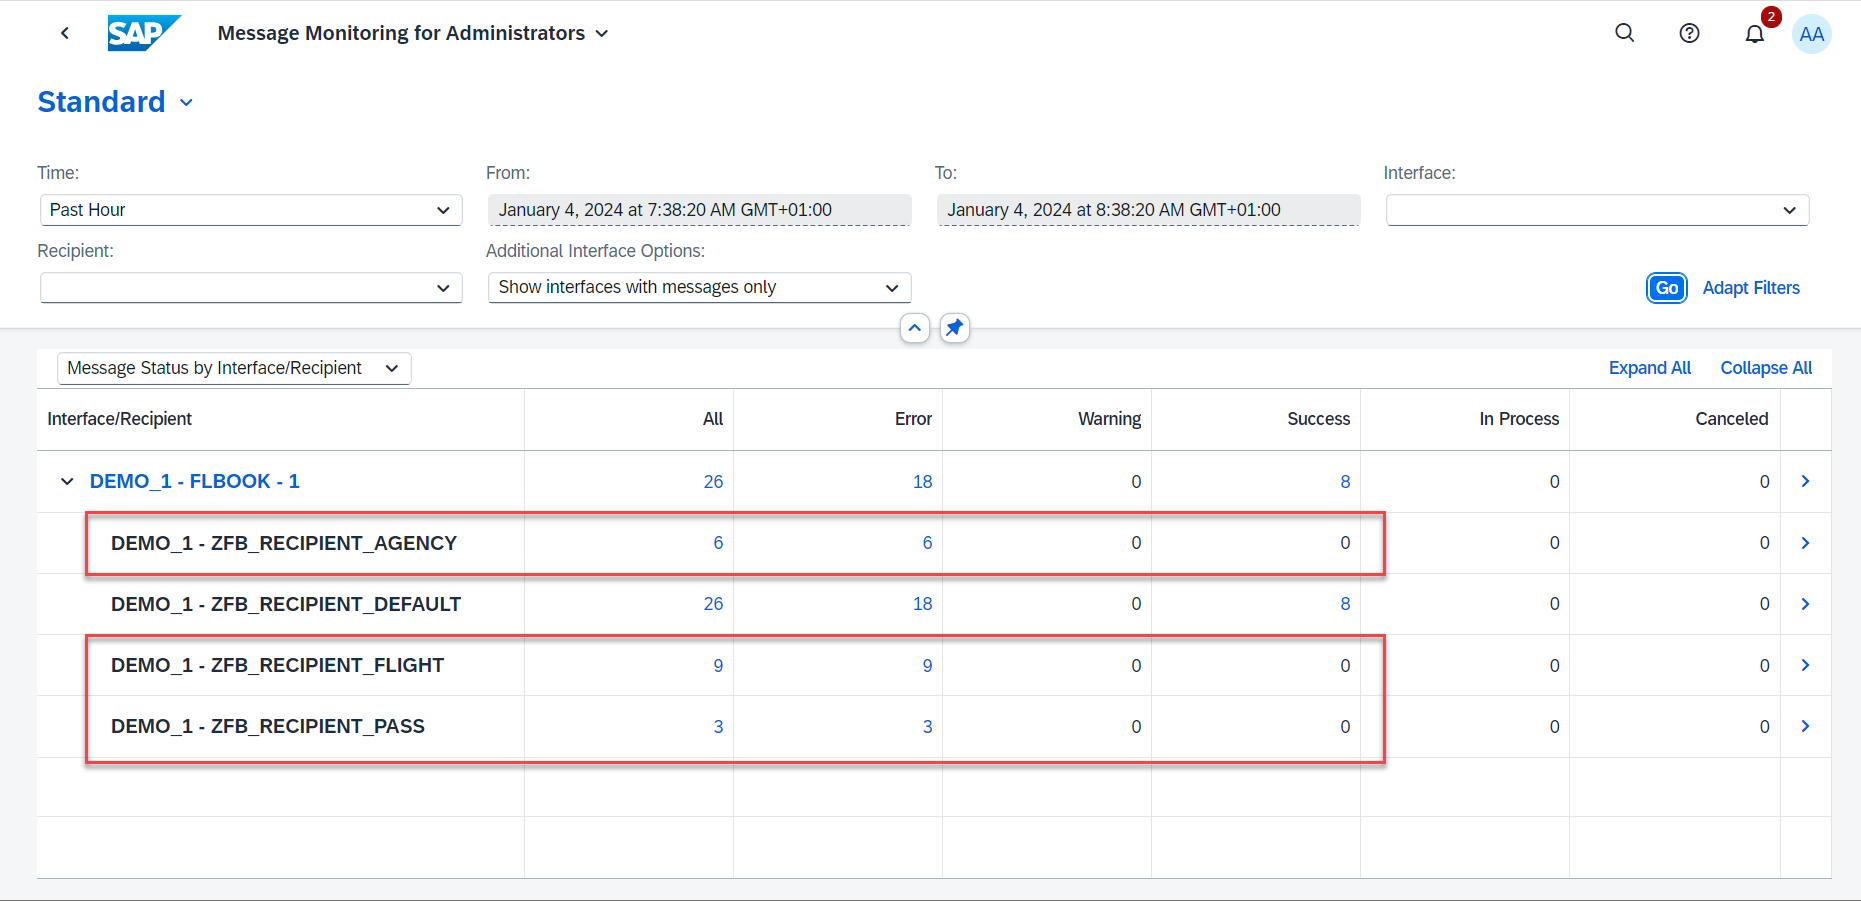 SAP Message Monitoring for Administrators 2 AA
Standard
Time: From: To: Interface:
Past Hour January 4, 2024 at 7:38:20 AM GMT+01:00 January 4, 2024 at 8:38:20 AM GMT+01:00
Recipient: Additional Interface Options:
Show interfaces with messages only Go Adapt Filters
Message Status by Interface/Recipient Expand All Collapse All
Interface/Recipient All Error Warning Success In Process Canceled
DEMO_1 - FLBOOK - 1 26 18 0 8 0 0
DEMO_1 - ZFB_RECIPIENT_AGENCY 6 6 0 0 0 0
DEMO_1 - ZFB_RECIPIENT_DEFAULT 26 18 0 8 0 0
DEMO_1 - ZFB_RECIPIENT_FLIGHT 9 9 0 0 0 0
DEMO_1 - ZFB_RECIPIENT_PASS 3 3 0 0 0 0